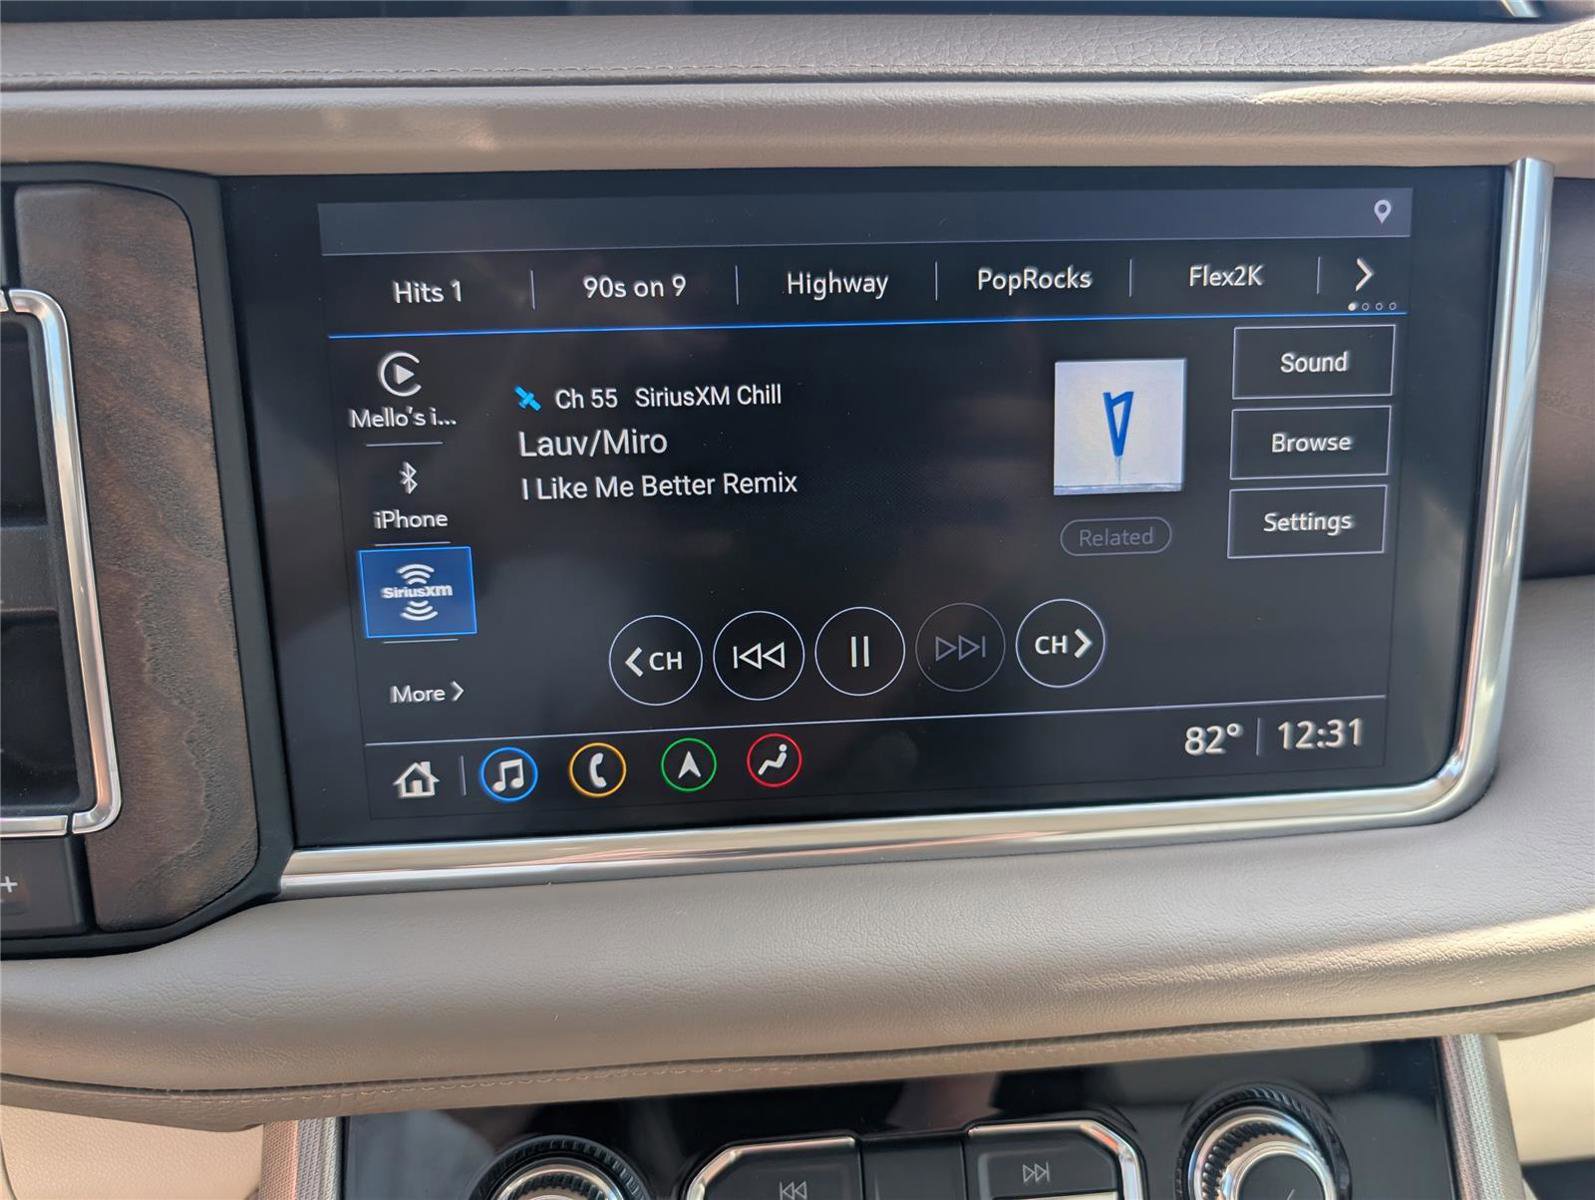 Hits 1
90s on 9
Highway
PopRocks
Flex2K
Mello's i...
Ch 55 SiriusXM Chill
Lauv/Miro
I Like Me Better Remix
Sound
Browse
Settings
iPhone
Related
SiriusXM
CH
CH
More
82° 12:31
+